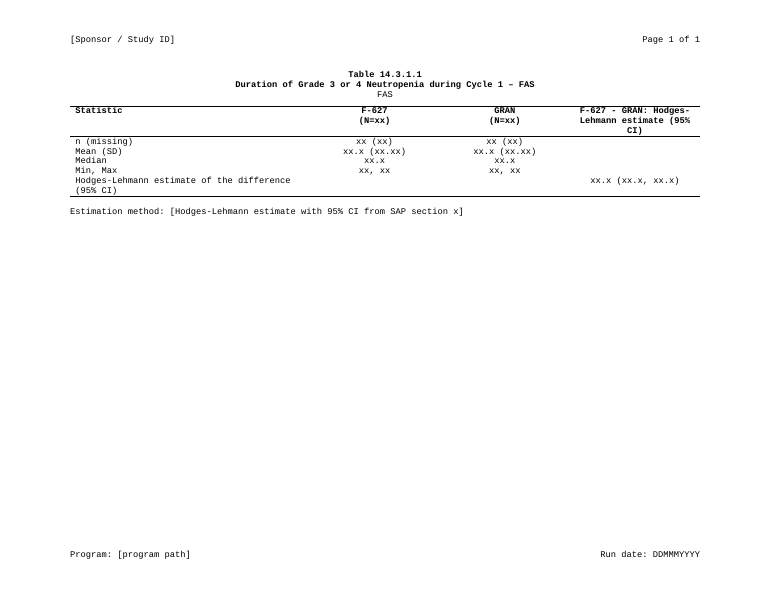 [Sponsor / Study ID] Page 1 of 1
Table 14.3.1.1
Duration of Grade 3 or 4 Neutropenia during Cycle 1 – FAS
FAS
Statistic F-627 GRAN F-627 - GRAN: Hodges-
(N=xx) (N=xx) Lehmann estimate (95%
CI)
n (missing) xx (xx) xx (xx)
Mean (SD) xx.x (xx.xx) xx.x (xx.xx)
Median xx.x xx.x
Min, Max xx, xx xx, xx
Hodges-Lehmann estimate of the difference xx.x (xx.x, xx.x)
(95% CI)
Estimation method: [Hodges-Lehmann estimate with 95% CI from SAP section x]
Program: [program path] Run date: DDMMMYYYY